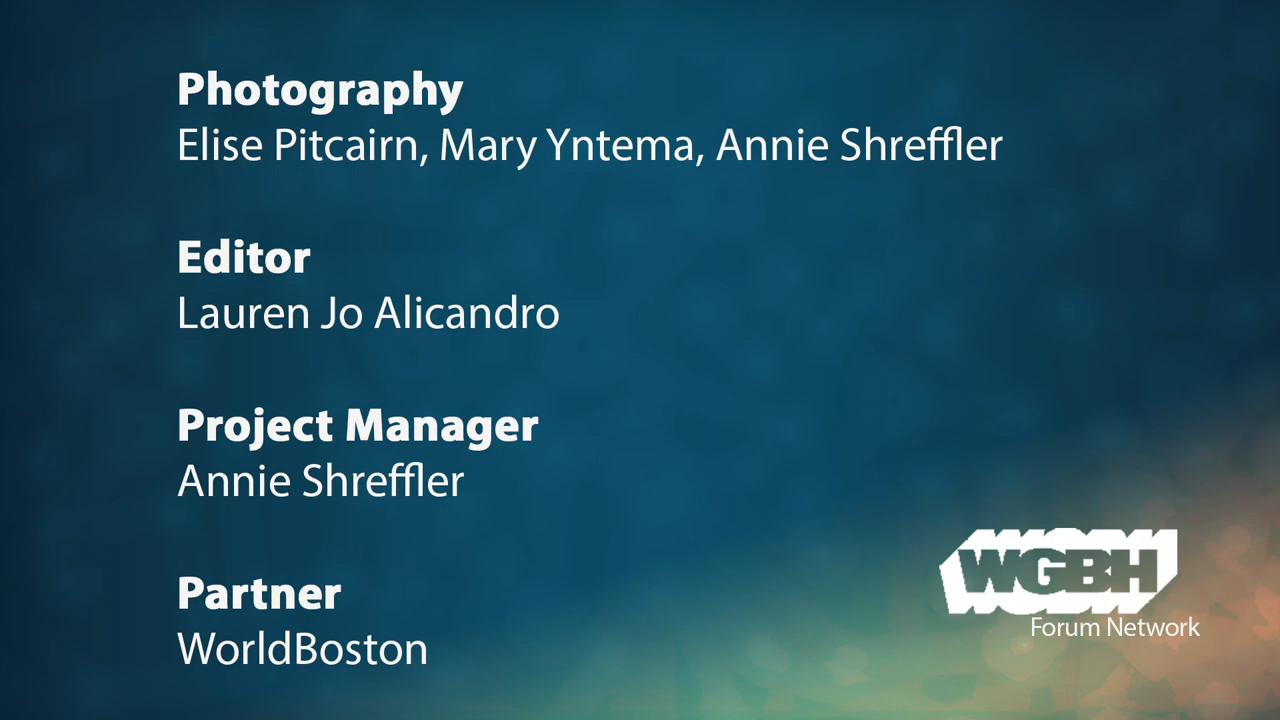 Photography
Elise Pitcairn, Mary Yntema, Annie Shreffler
Editor
Lauren Jo Alicandro
Project Manager
Annie Shreffler
Partner
WorldBoston
WGBH
Forum Network